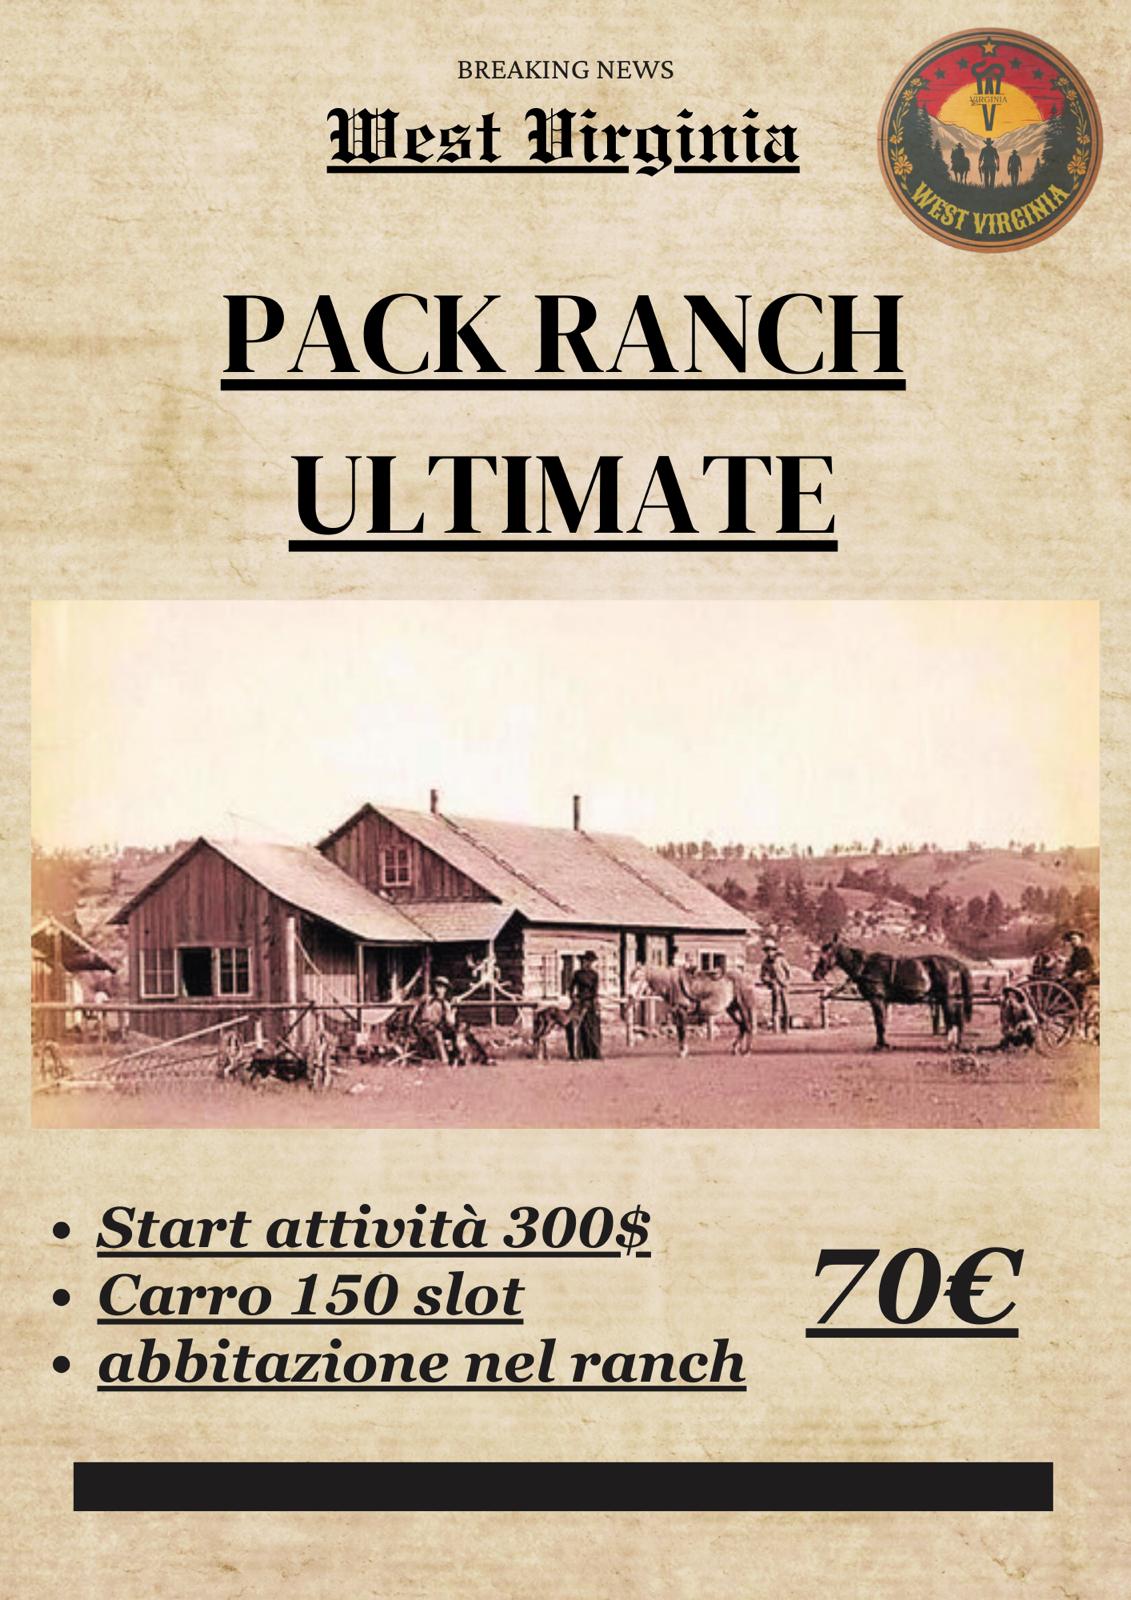 BREAKING NEWS
West Virginia
VIRGINIA
V
WEST VIRGINIA
PACK RANCH
ULTIMATE
• Start attività 300$
• Carro 150 slot
• abbitazione nel ranch
70€